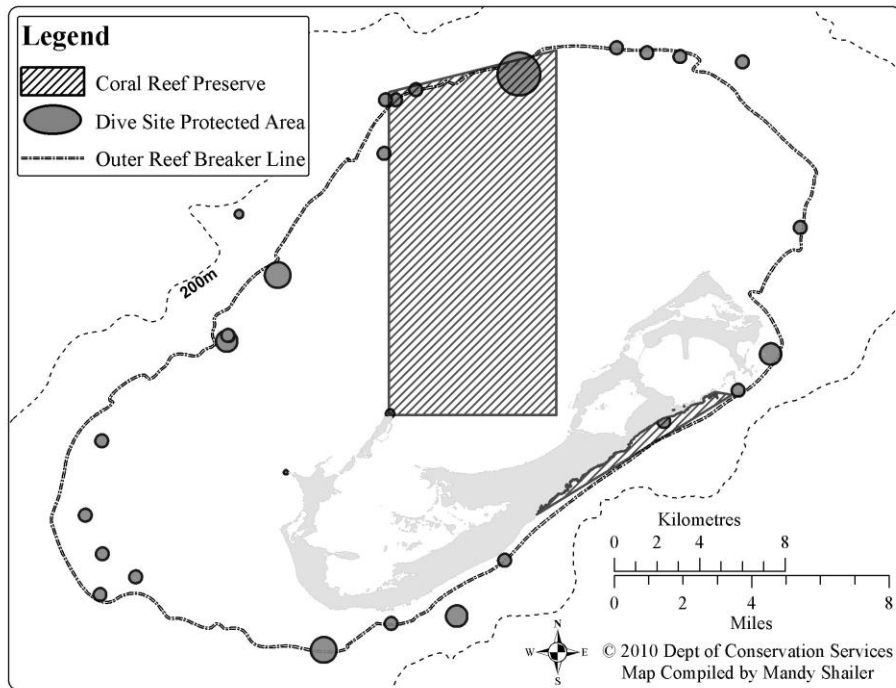 Legend
Coral Reef Preserve
Dive Site Protected Area
Outer Reef Breaker Line
200m
Kilometres
0 2 4 8
0 2 4 8
Miles
N
W E
S
© 2010 Dept of Conservation Services
Map Compiled by Mandy Shailer